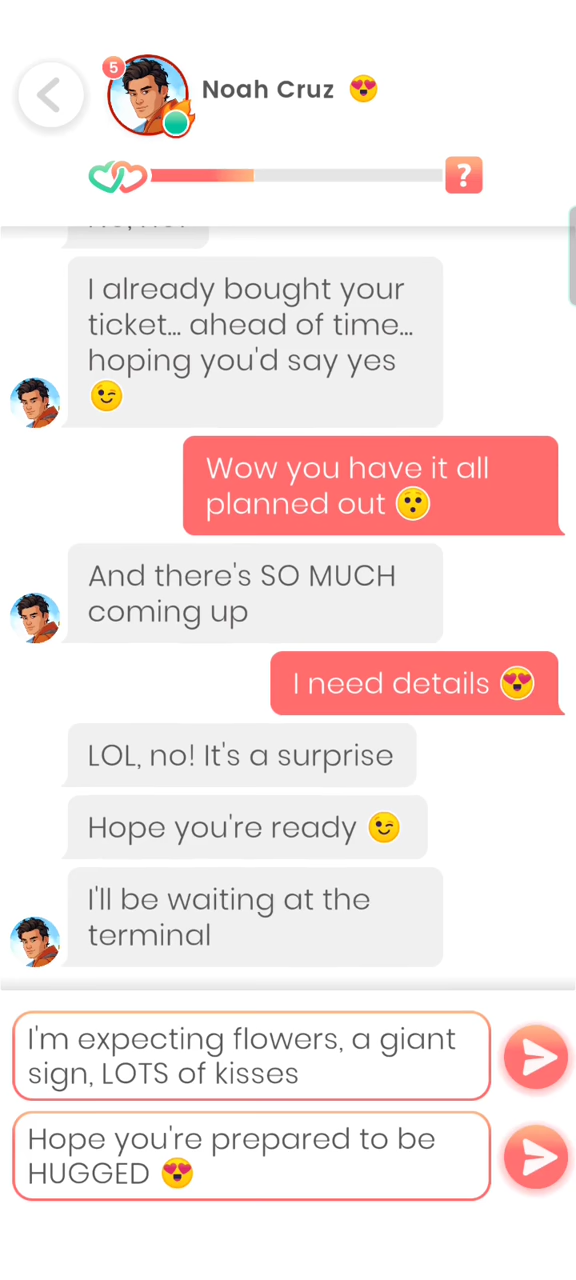 5
Noah Cruz 😍
?
I already bought your
ticket... ahead of time...
hoping you'd say yes
😉
Wow you have it all
planned out 😯
And there's SO MUCH
coming up
I need details 😍
LOL, no! It's a surprise
Hope you're ready 😉
I'll be waiting at the
terminal
I'm expecting flowers, a giant
sign, LOTS of kisses
Hope you're prepared to be
HUGGED 😍